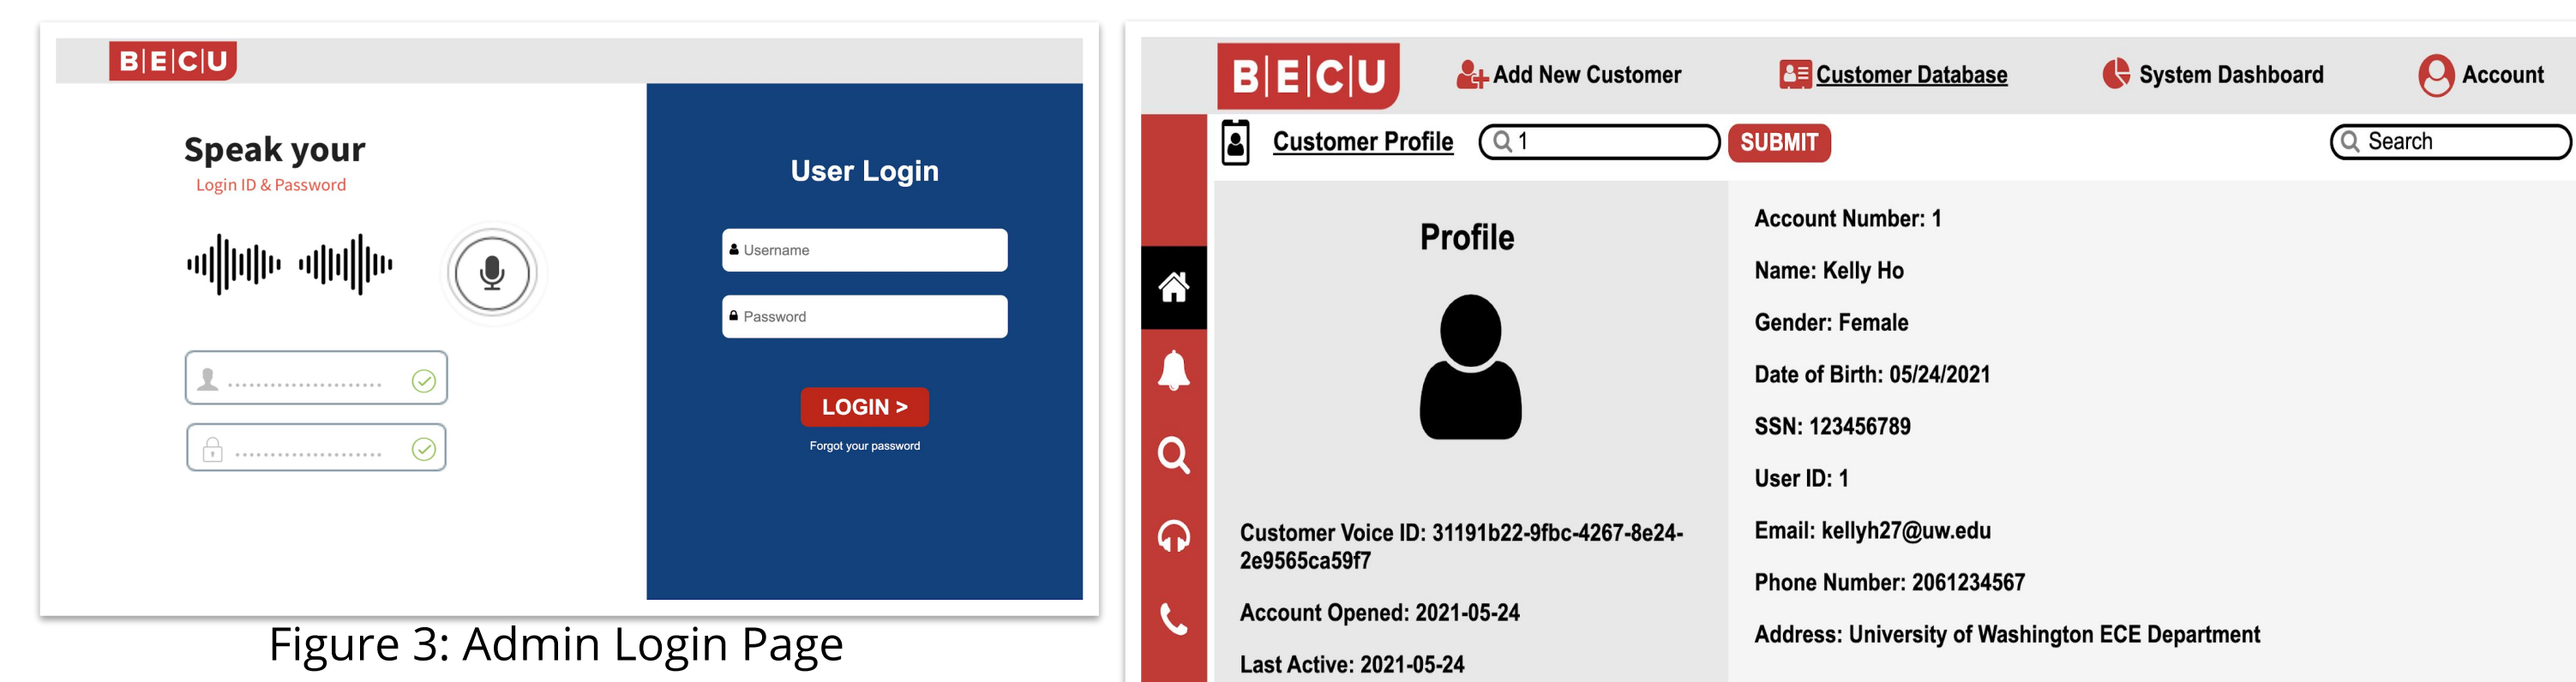 B|E|C|U
Speak your
Login ID & Password
User Login
Username
Password
LOGIN >
Forgot your password
Figure 3: Admin Login Page
B|E|C|U
Add New Customer
Customer Database
System Dashboard
Account
Customer Profile
1
SUBMIT
Search
Profile
Customer Voice ID: 31191b22-9fbc-4267-8e24-
2e9565ca59f7
Account Opened: 2021-05-24
Last Active: 2021-05-24
Account Number: 1
Name: Kelly Ho
Gender: Female
Date of Birth: 05/24/2021
SSN: 123456789
User ID: 1
Email: kellyh27@uw.edu
Phone Number: 2061234567
Address: University of Washington ECE Department